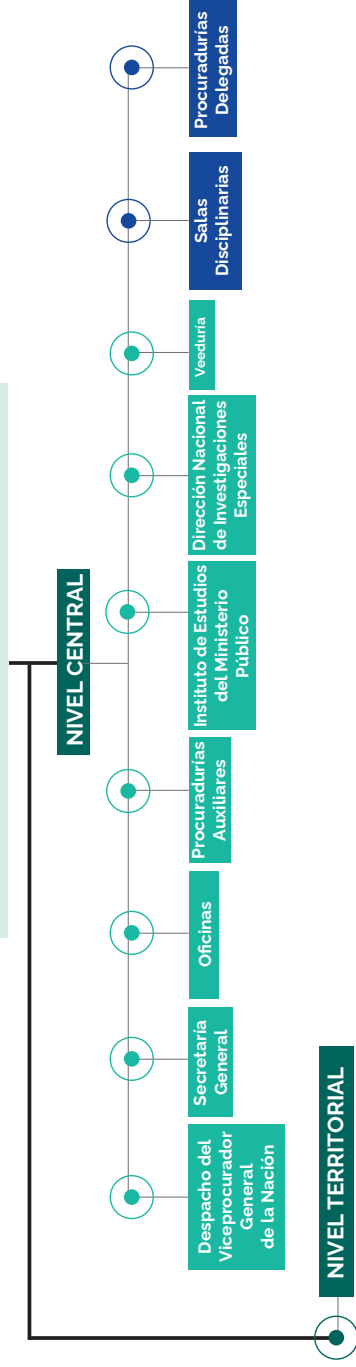 NIVEL CENTRAL
Despacho del
Viceprocurador
General
de la Nación
Secretaría
General
Oficinas
Procuradurías
Auxiliares
Instituto de Estudios
del Ministerio
Público
Dirección Nacional
de Investigaciones
Especiales
Veeduría
Salas
Disciplinarias
Procuradurías
Delegadas
NIVEL TERRITORIAL